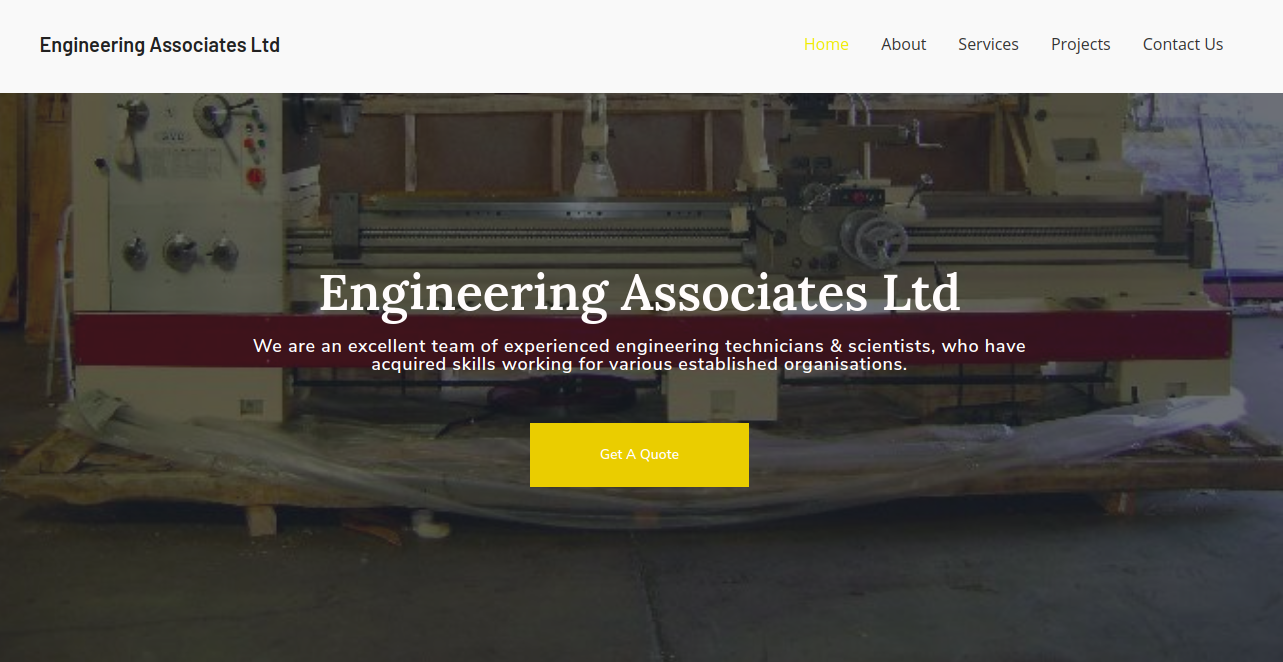 Engineering Associates Ltd
Home About Services Projects Contact Us
Engineering Associates Ltd
We are an excellent team of experienced engineering technicians & scientists, who have
acquired skills working for various established organisations.
Get A Quote